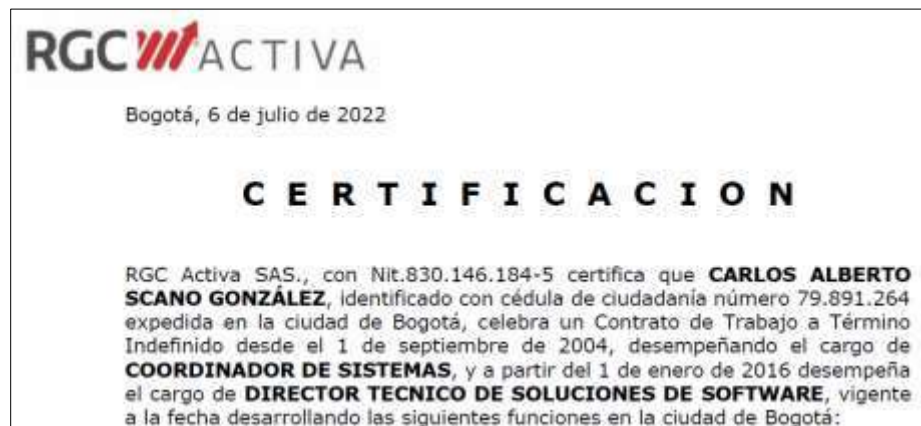 RGC ACTIVA
Bogotá, 6 de julio de 2022
CERTIFICACION
RGC Activa SAS., con Nit.830.146.184-5 certifica que CARLOS ALBERTO
SCANO GONZÁLEZ, identificado con cédula de ciudadanía número 79.891.264
expedida en la ciudad de Bogotá, celebra un Contrato de Trabajo a Término
Indefinido desde el 1 de septiembre de 2004, desempeñando el cargo de
COORDINADOR DE SISTEMAS, y a partir del 1 de enero de 2016 desempeña
el cargo de DIRECTOR TECNICO DE SOLUCIONES DE SOFTWARE, vigente
a la fecha desarrollando las siguientes funciones en la ciudad de Bogotá: